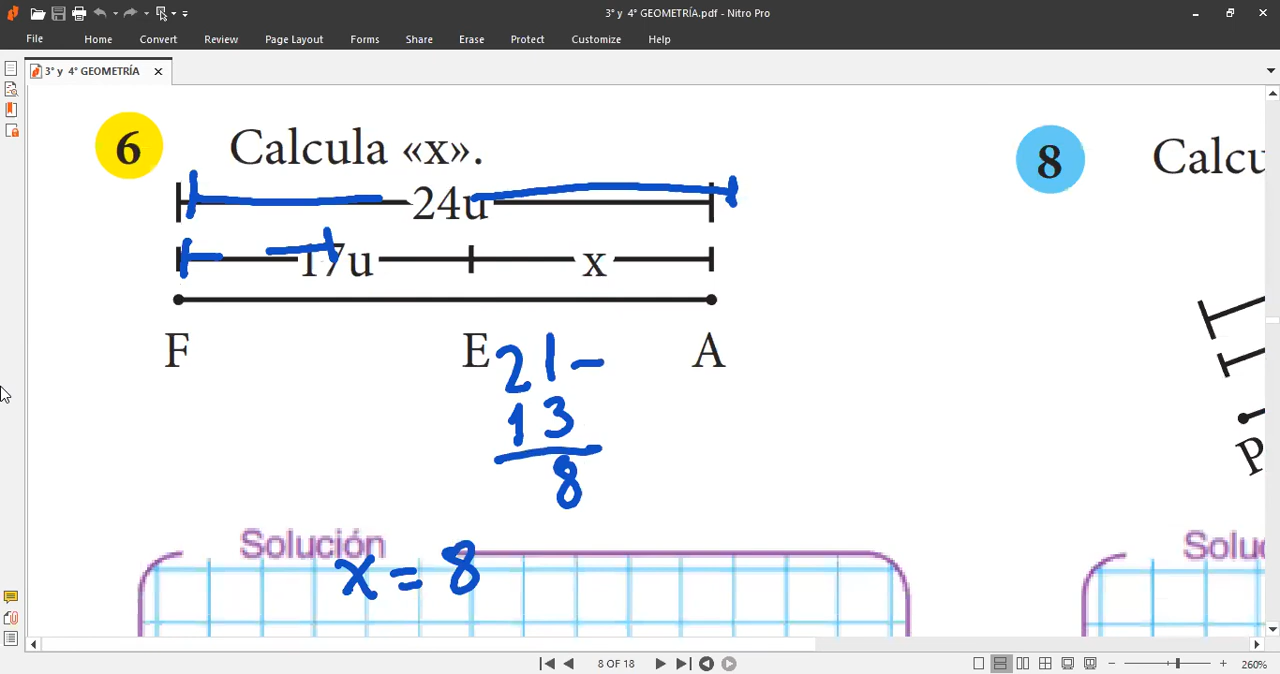 3° y 4° GEOMETRÍA.pdf - Nitro Pro
File Home Convert Review Page Layout Forms Share Erase Protect Customize Help
3° y 4° GEOMETRÍA
6 Calcula «x».
24u
17u x
F E A
21 -
13
8
Solución
x = 8
8 Calcu
P
Soluc
8 OF 18
260%